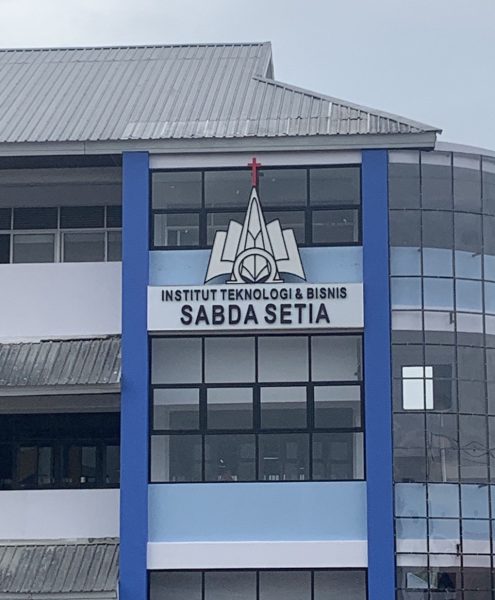 INSTITUT TEKNOLOGI & BISNIS
SABDA SETIA